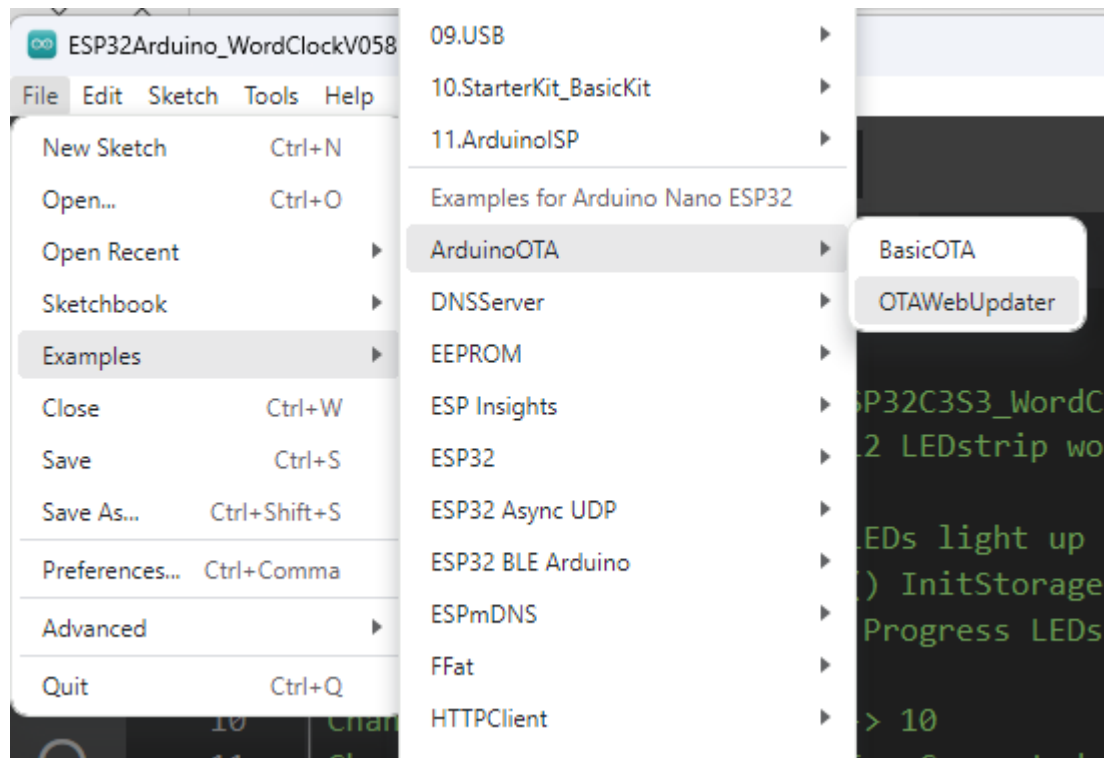 ESP32Arduino_WordClockV058
File Edit Sketch Tools Help
New Sketch Ctrl+N
Open... Ctrl+O
Open Recent
Sketchbook
Examples
Close Ctrl+W
Save Ctrl+S
Save As... Ctrl+Shift+S
Preferences... Ctrl+Comma
Advanced
Quit Ctrl+Q
09.USB
10.StarterKit_BasicKit
11.ArduinoISP
Examples for Arduino Nano ESP32
ArduinoOTA
DNSServer
EEPROM
ESP Insights
ESP32
ESP32 Async UDP
ESP32 BLE Arduino
ESPmDNS
FFat
HTTPClient
BasicOTA
OTAWebUpdater
SP32C3S3_WordC
2 LEDstrip wo
EDs light up
() InitStorage
Progress LEDs
10 Chan > 10